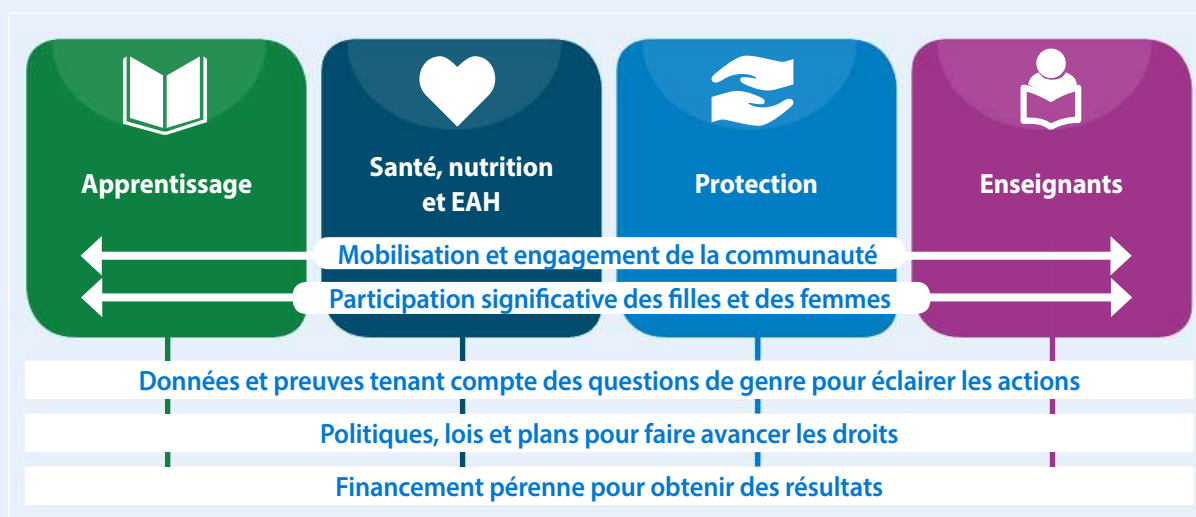 Apprentissage
Santé, nutrition
et EAH
Protection
Enseignants
Mobilisation et engagement de la communauté
Participation significative des filles et des femmes
Données et preuves tenant compte des questions de genre pour éclairer les actions
Politiques, lois et plans pour faire avancer les droits
Financement pérenne pour obtenir des résultats